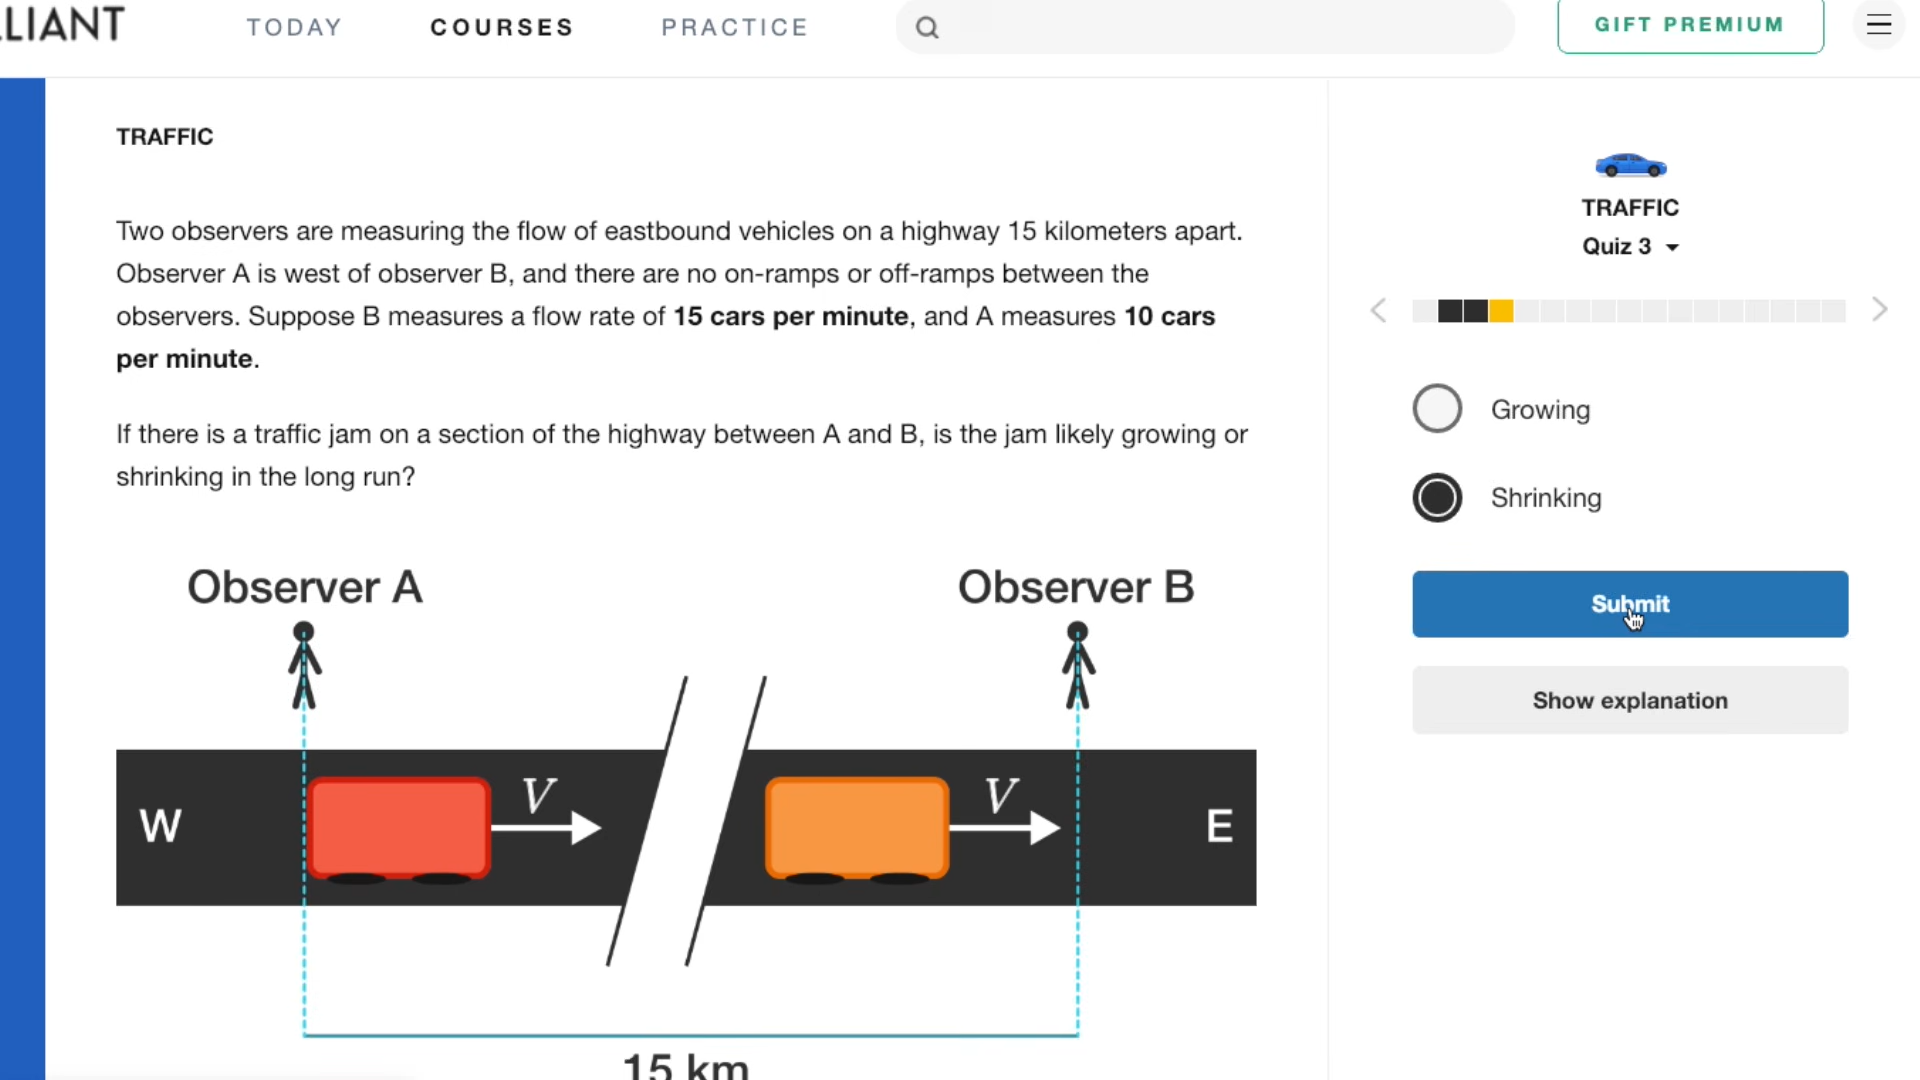 LLIANT
TODAY
COURSES
PRACTICE
GIFT PREMIUM
TRAFFIC
Two observers are measuring the flow of eastbound vehicles on a highway 15 kilometers apart.
Observer A is west of observer B, and there are no on-ramps or off-ramps between the
observers. Suppose B measures a flow rate of 15 cars per minute, and A measures 10 cars
per minute.
If there is a traffic jam on a section of the highway between A and B, is the jam likely growing or
shrinking in the long run?
Observer A
Observer B
V
V
W
E
15 km
TRAFFIC
Quiz 3
Growing
Shrinking
Submit
Show explanation